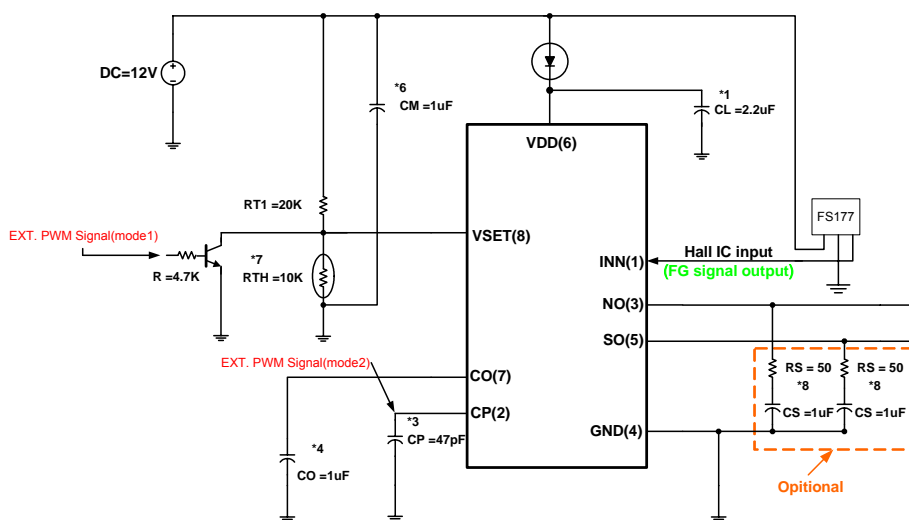 DC=12V
*6
CM =1uF
*1
CL =2.2uF
VDD(6)
RT1 =20K
FS177
EXT. PWM Signal(mode1)
VSET(8)
R =4.7K
*7
RTH =10K
Hall IC input
(FG signal output)
INN(1)
NO(3)
SO(5)
EXT. PWM Signal(mode2)
CO(7)
RS = 50
*8
CS =1uF
RS = 50
*8
CS =1uF
CP(2)
*3
CP =47pF
GND(4)
*4
CO =1uF
Opitional